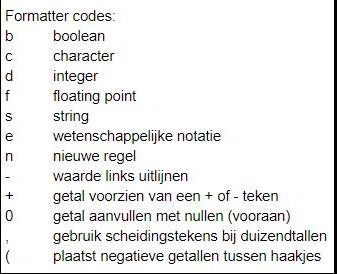 Formatter codes:
b boolean
c character
d integer
f floating point
s string
e wetenschappelijke notatie
n nieuwe regel
- waarde links uitlijnen
+ getal voorzien van een + of - teken
0 getal aanvullen met nullen (vooraan)
, gebruik scheidingstekens bij duizendtallen
( plaatst negatieve getallen tussen haakjes